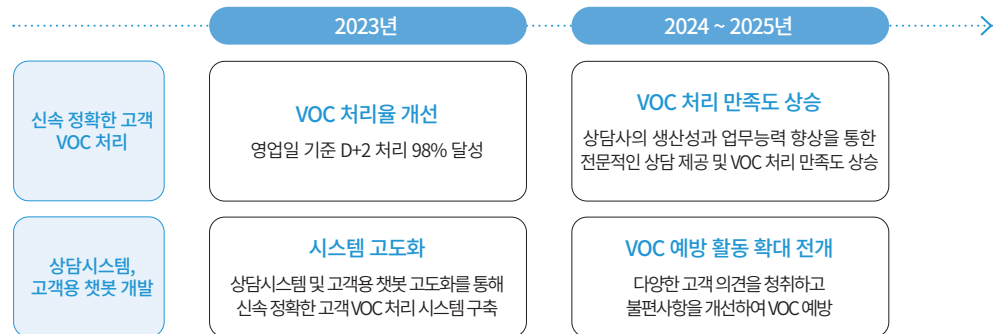 2023년
2024 ~ 2025년
신속 정확한 고객
VOC 처리
VOC 처리율 개선
영업일 기준 D+2 처리 98% 달성
VOC 처리 만족도 상승
상담사의 생산성과 업무능력 향상을 통한
전문적인 상담 제공 및 VOC 처리 만족도 상승
상담시스템,
고객용 챗봇 개발
시스템 고도화
상담시스템 및 고객용 챗봇 고도화를 통해
신속 정확한 고객 VOC 처리 시스템 구축
VOC 예방 활동 확대 전개
다양한 고객 의견을 청취하고
불편사항을 개선하여 VOC 예방